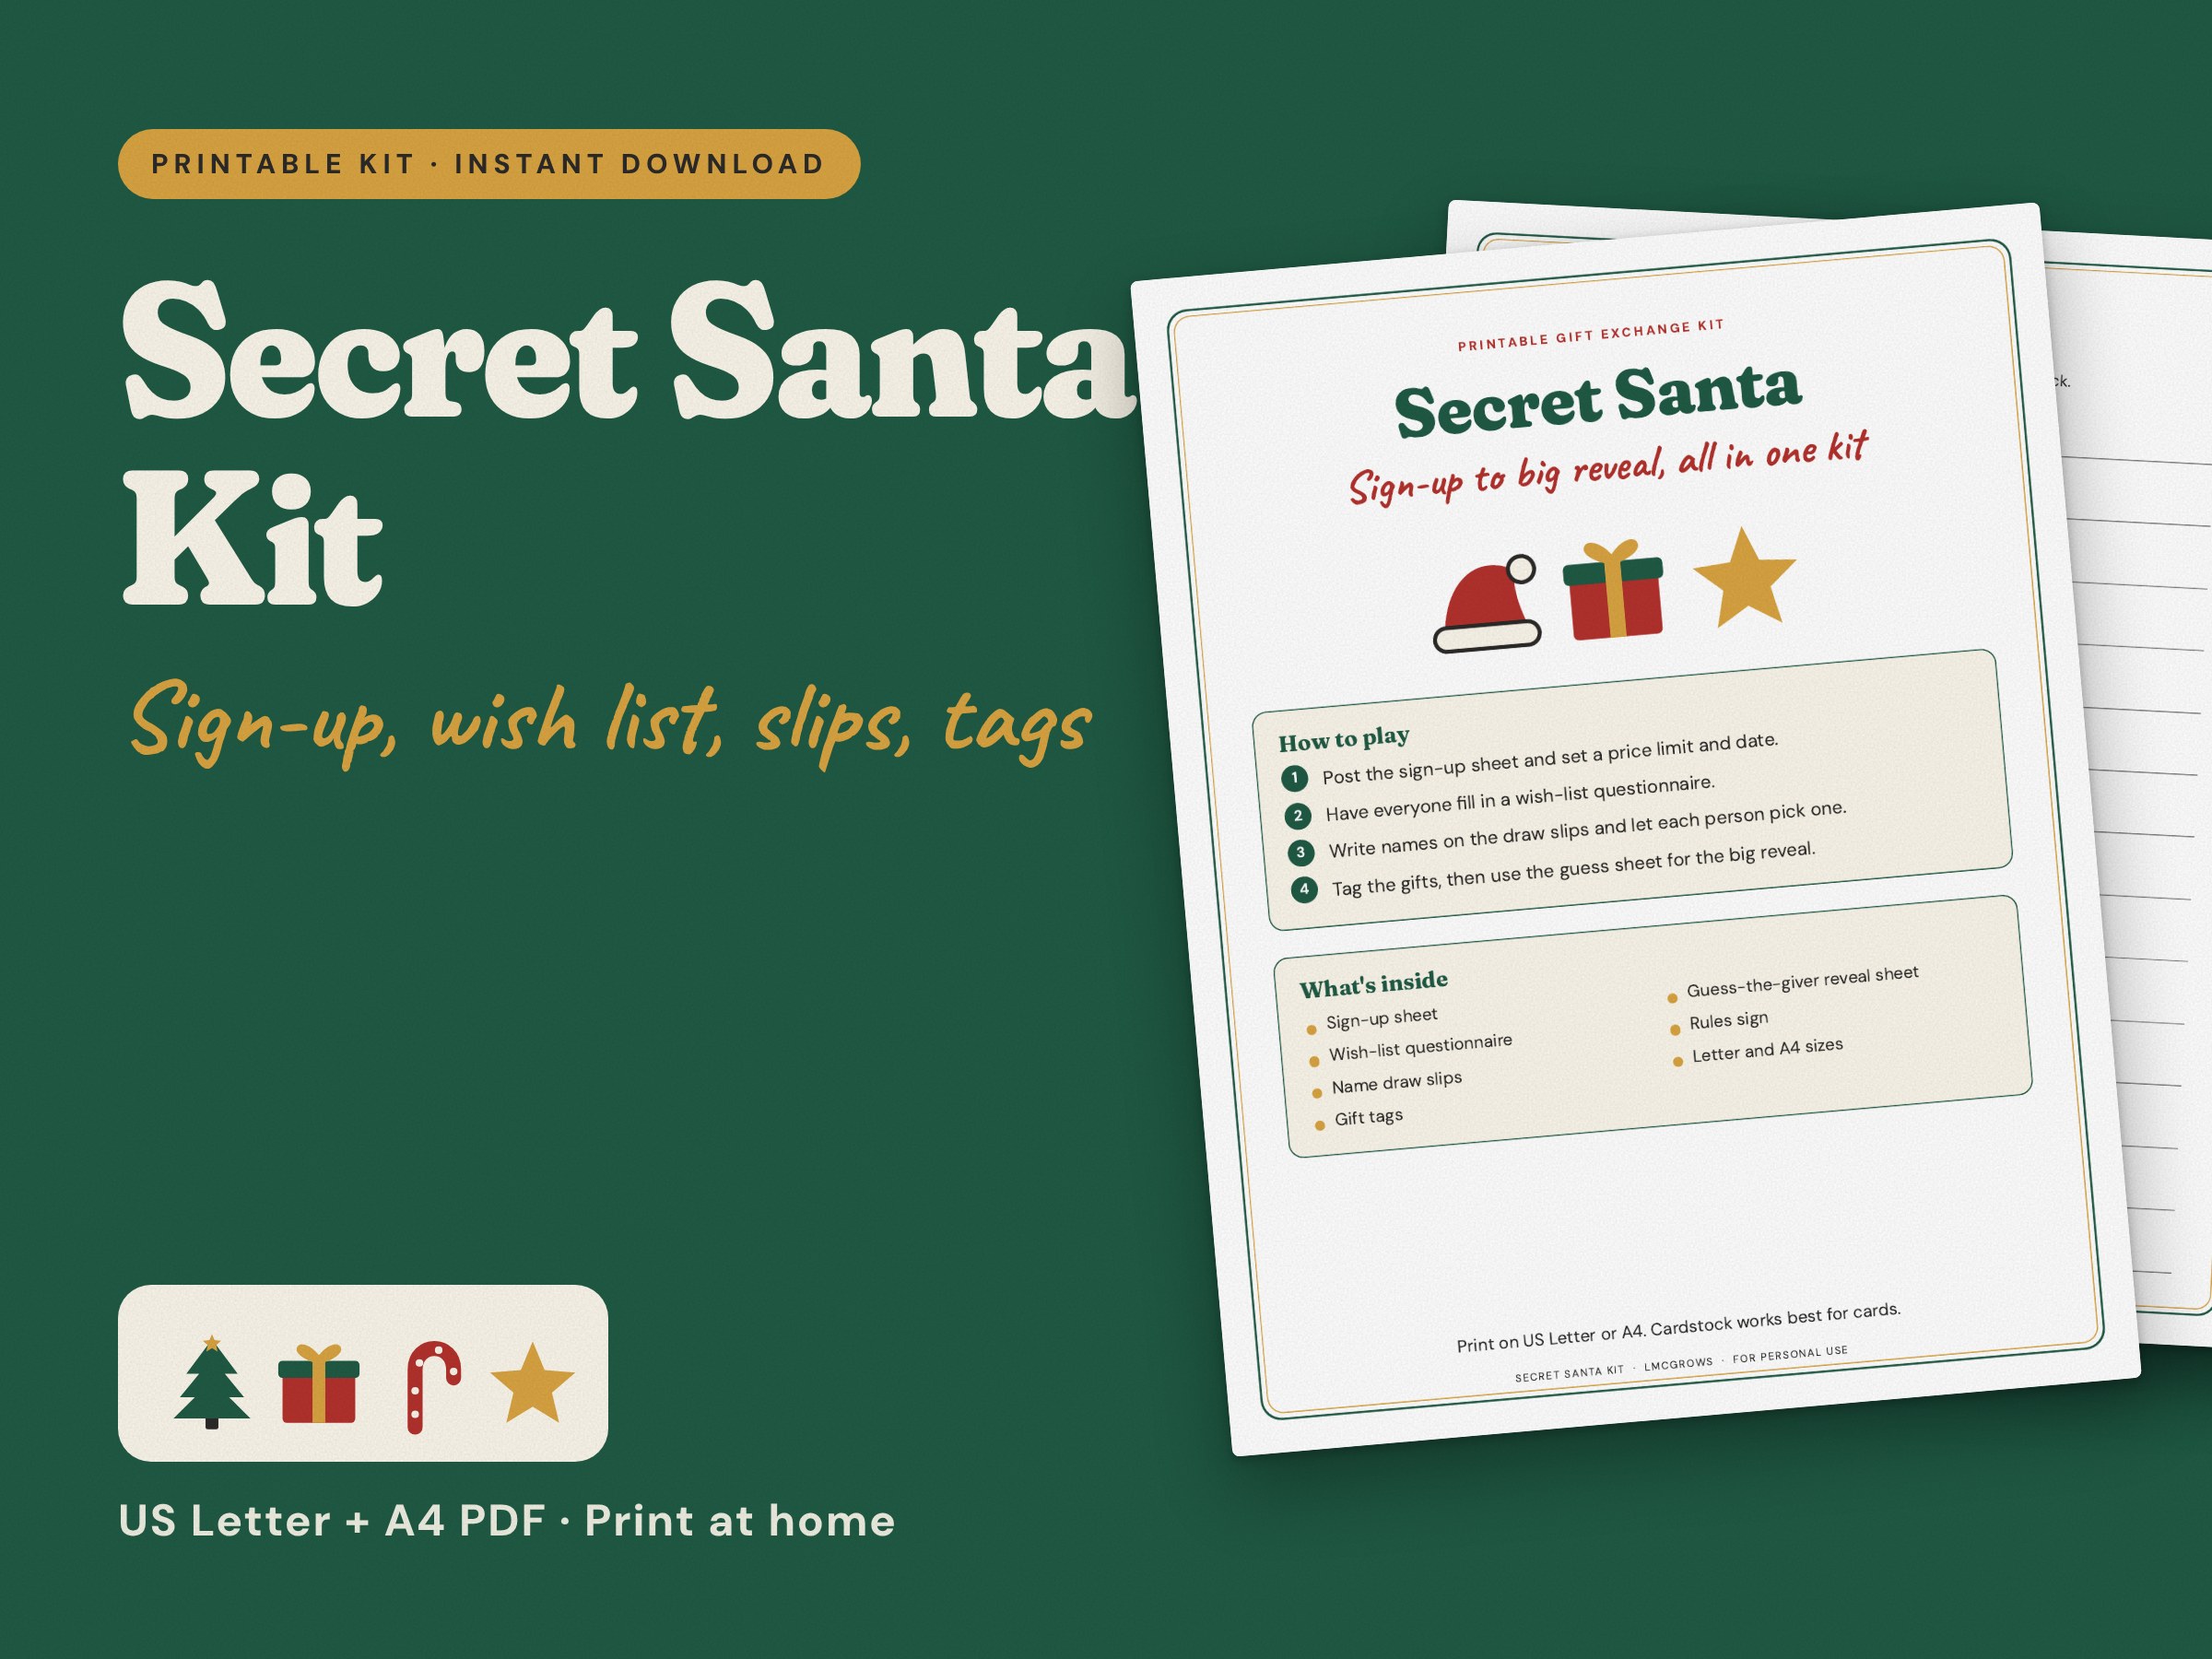 PRINTABLE KIT · INSTANT DOWNLOAD
Secret Santa
Kit
Sign-up, wish list, slips, tags
US Letter + A4 PDF · Print at home
PRINTABLE GIFT EXCHANGE KIT
Secret Santa
Sign-up to big reveal, all in one kit
How to play
1 Post the sign-up sheet and set a price limit and date.
2 Have everyone fill in a wish-list questionnaire.
3 Write names on the draw slips and let each person pick one.
4 Tag the gifts, then use the guess sheet for the big reveal.
What's inside
Sign-up sheet
Wish-list questionnaire
Name draw slips
Gift tags
Guess-the-giver reveal sheet
Rules sign
Letter and A4 sizes
Print on US Letter or A4. Cardstock works best for cards.
SECRET SANTA KIT · LMCGROWS · FOR PERSONAL USE